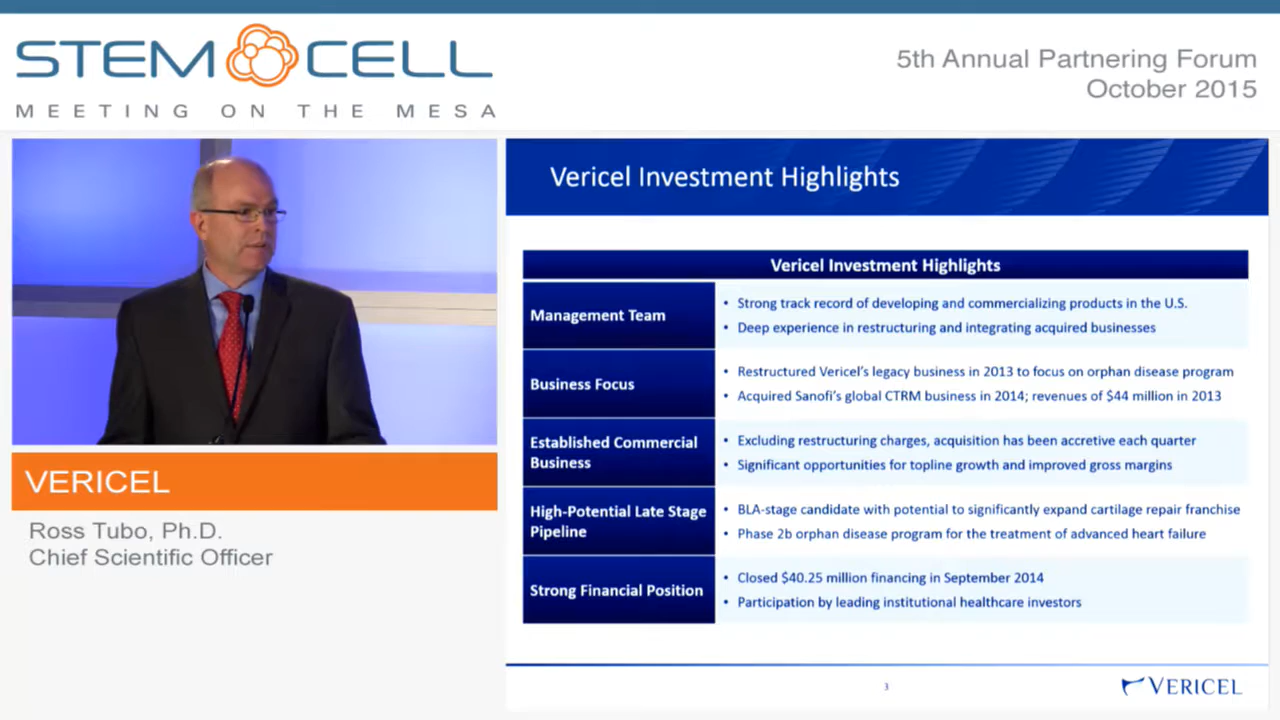 STEM CELL
MEETING ON THE MESA
5th Annual Partnering Forum
October 2015
VERICEL
Ross Tubo, Ph.D.
Chief Scientific Officer
Vericel Investment Highlights
Vericel Investment Highlights
Management Team
• Strong track record of developing and commercializing products in the U.S.
• Deep experience in restructuring and integrating acquired businesses
Business Focus
• Restructured Vericel's legacy business in 2013 to focus on orphan disease program
• Acquired Sanofi's global CTRM business in 2014; revenues of $44 million in 2013
Established Commercial
Business
• Excluding restructuring charges, acquisition has been accretive each quarter
• Significant opportunities for topline growth and improved gross margins
High-Potential Late Stage
Pipeline
• BLA-stage candidate with potential to significantly expand cartilage repair franchise
• Phase 2b orphan disease program for the treatment of advanced heart failure
Strong Financial Position
• Closed $40.25 million financing in September 2014
• Participation by leading institutional healthcare investors
3
VERICEL